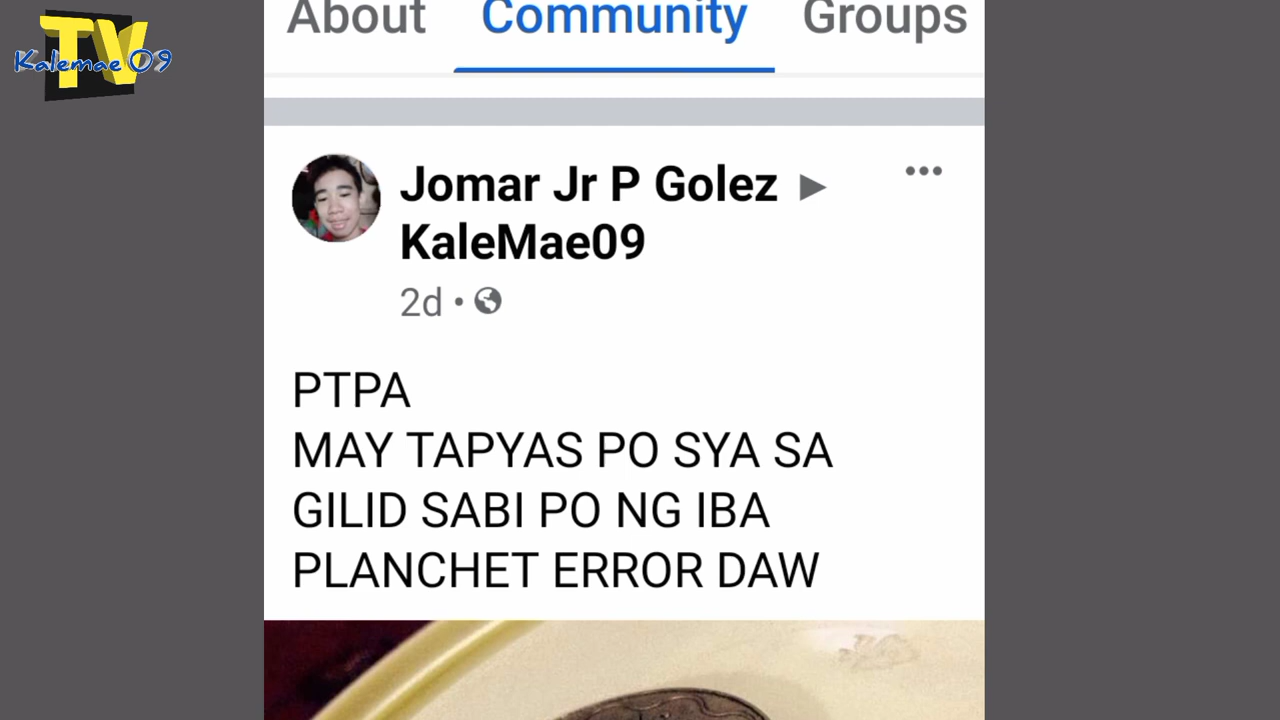 TV
Kalemae 09
About Community Groups
Jomar Jr P Golez ▶
KaleMae09
2d •
PTPA
MAY TAPYAS PO SYA SA
GILID SABI PO NG IBA
PLANCHET ERROR DAW